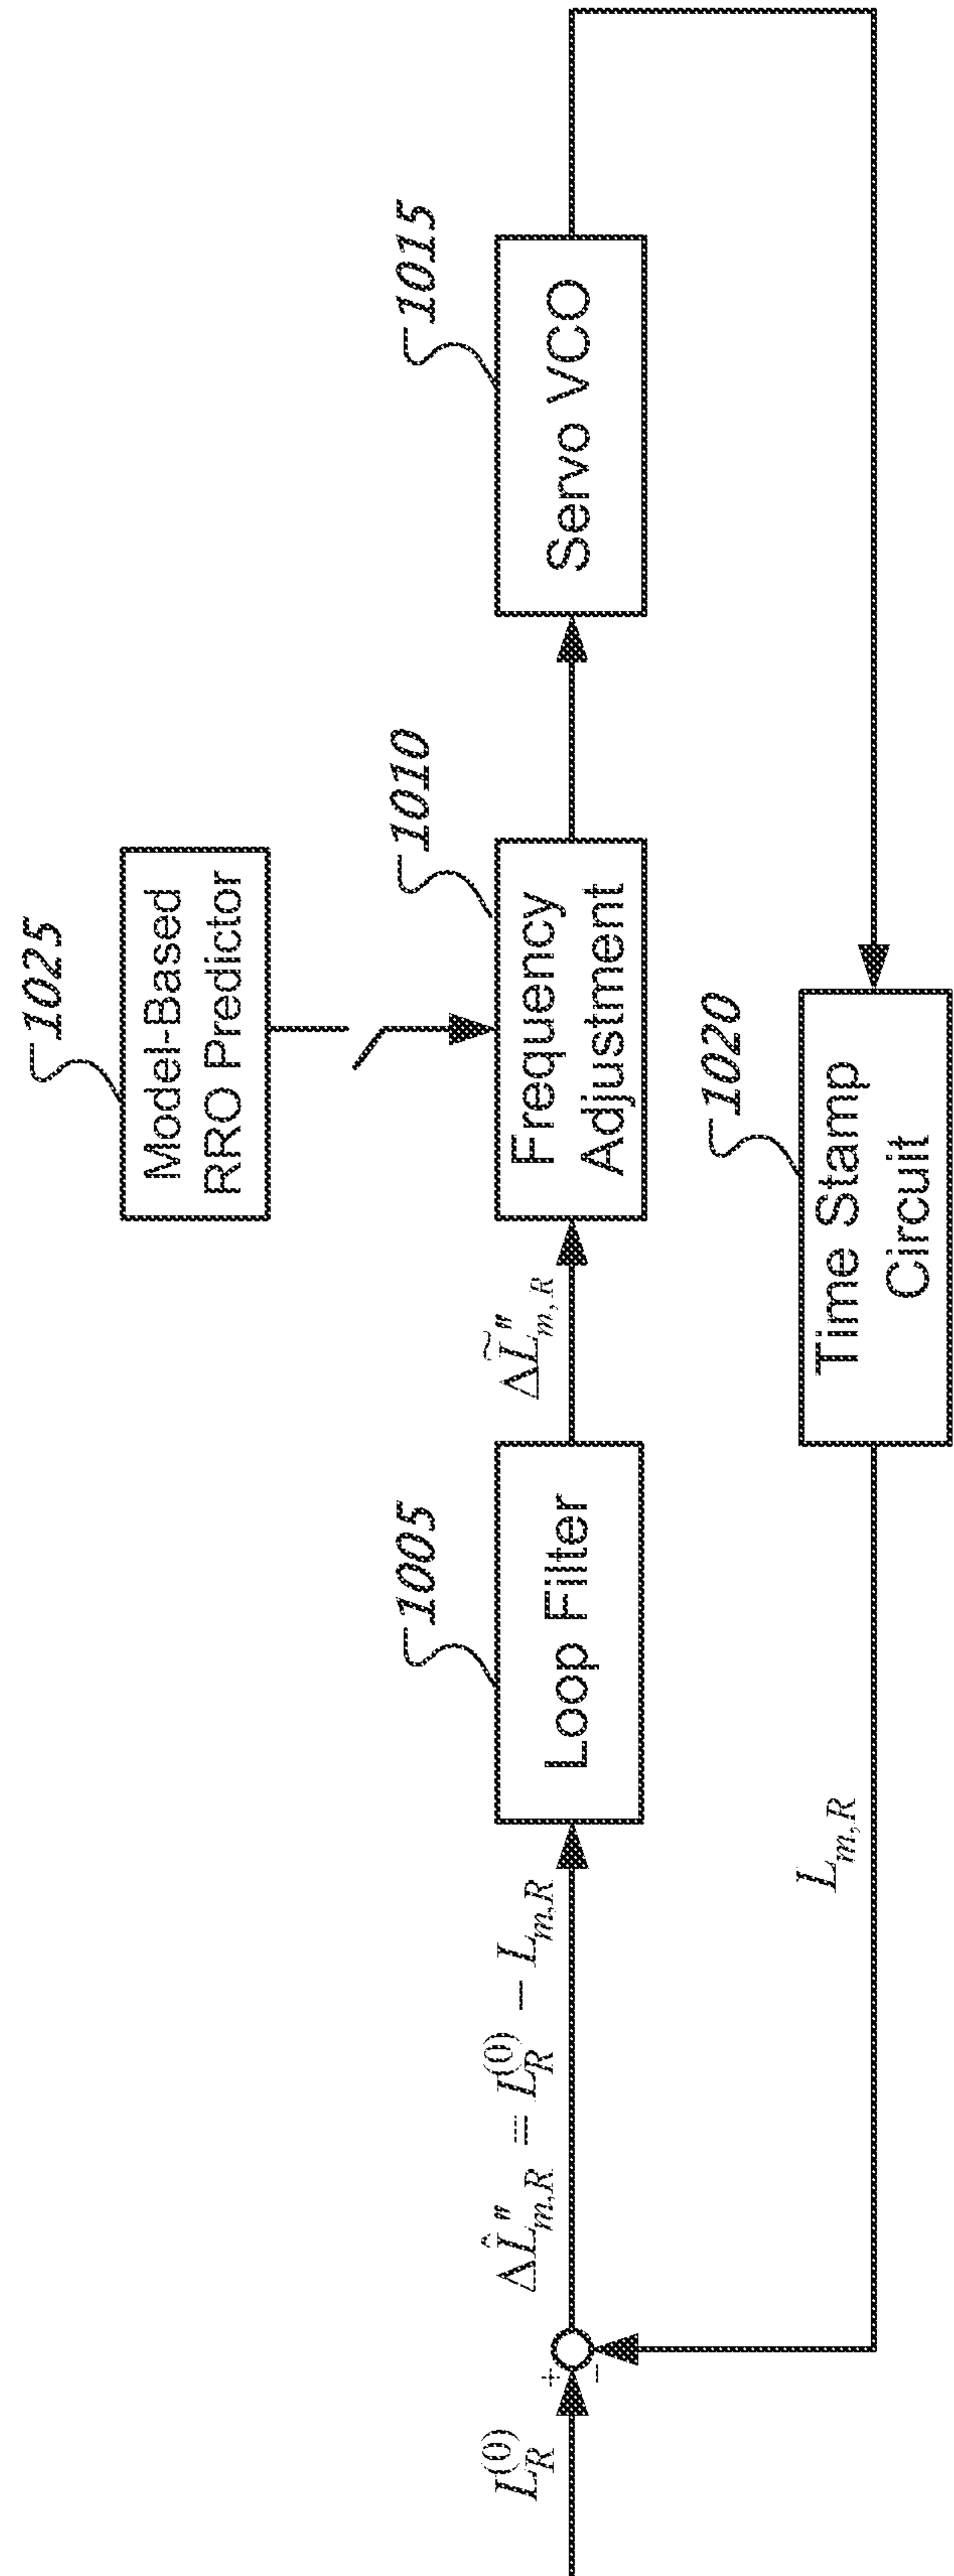 1025
Model-Based
RRO Predictor
1005
1010
1015
L_R^{(0)}
+
−
ΔL̂″_{m,R} = L_R^{(0)} − L_{m,R}
Loop Filter
ΔL̃″_{m,R}
Frequency
Adjustment
Servo VCO
1020
L_{m,R}
Time Stamp
Circuit